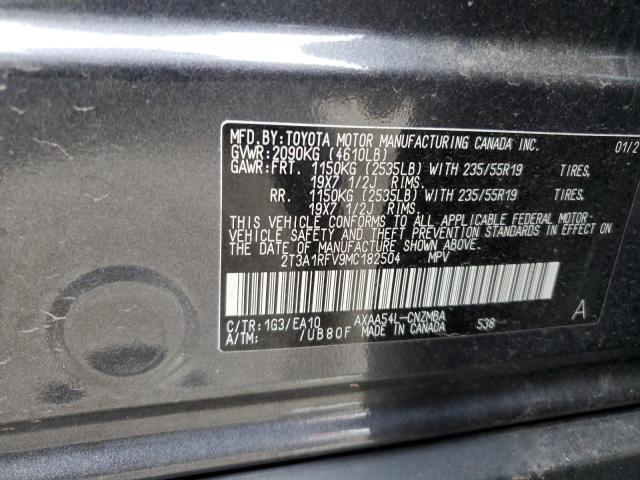 MFD.BY:TOYOTA MOTOR MANUFACTURING CANADA INC. 01/2
GVWR:2090KG (4610LB)
GAWR:FRT. 1150KG (2535LB) WITH 235/55R19 TIRES,
19X7 1/2J RIMS.
RR. 1150KG (2535LB) WITH 235/55R19 TIRES,
19X7 1/2J RIMS.
THIS VEHICLE CONFORMS TO ALL APPLICABLE FEDERAL MOTOR
VEHICLE SAFETY AND THEFT PREVENTION STANDARDS IN EFFECT ON
THE DATE OF MANUFACTURE SHOWN ABOVE.
2T3A1RFV9MC182504 MPV
C/TR:1G3/EA10 AXAA54L-CNZMBA A
A/TM: /UB80F MADE IN CANADA 538